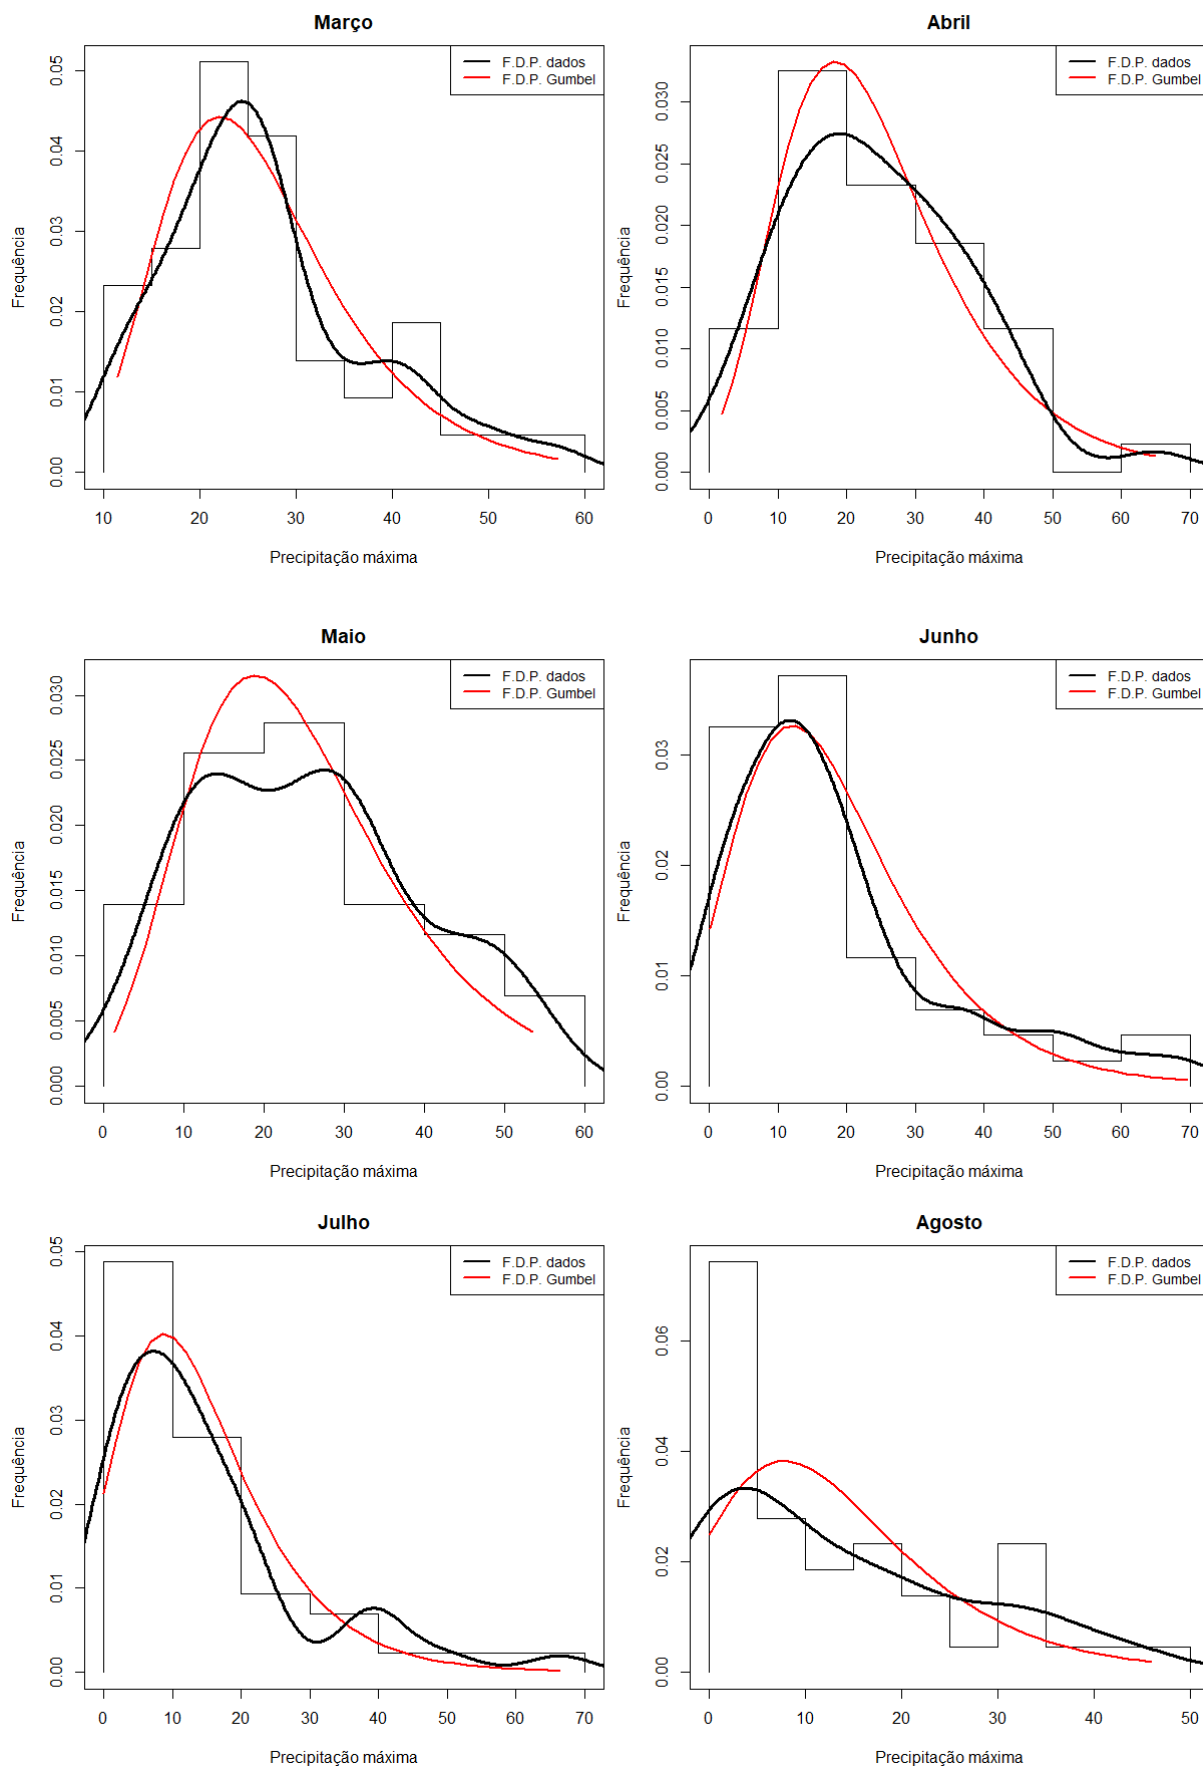 Março
F.D.P. dados
F.D.P. Gumbel
Frequência
0.00 0.01 0.02 0.03 0.04 0.05
10 20 30 40 50 60
Precipitação máxima
Abril
F.D.P. dados
F.D.P. Gumbel
Frequência
0.000 0.005 0.010 0.015 0.020 0.025 0.030
0 10 20 30 40 50 60 70
Precipitação máxima
Maio
F.D.P. dados
F.D.P. Gumbel
Frequência
0.000 0.005 0.010 0.015 0.020 0.025 0.030
0 10 20 30 40 50 60
Precipitação máxima
Junho
F.D.P. dados
F.D.P. Gumbel
Frequência
0.00 0.01 0.02 0.03
0 10 20 30 40 50 60 70
Precipitação máxima
Julho
F.D.P. dados
F.D.P. Gumbel
Frequência
0.00 0.01 0.02 0.03 0.04 0.05
0 10 20 30 40 50 60 70
Precipitação máxima
Agosto
F.D.P. dados
F.D.P. Gumbel
Frequência
0.00 0.02 0.04 0.06
0 10 20 30 40 50
Precipitação máxima